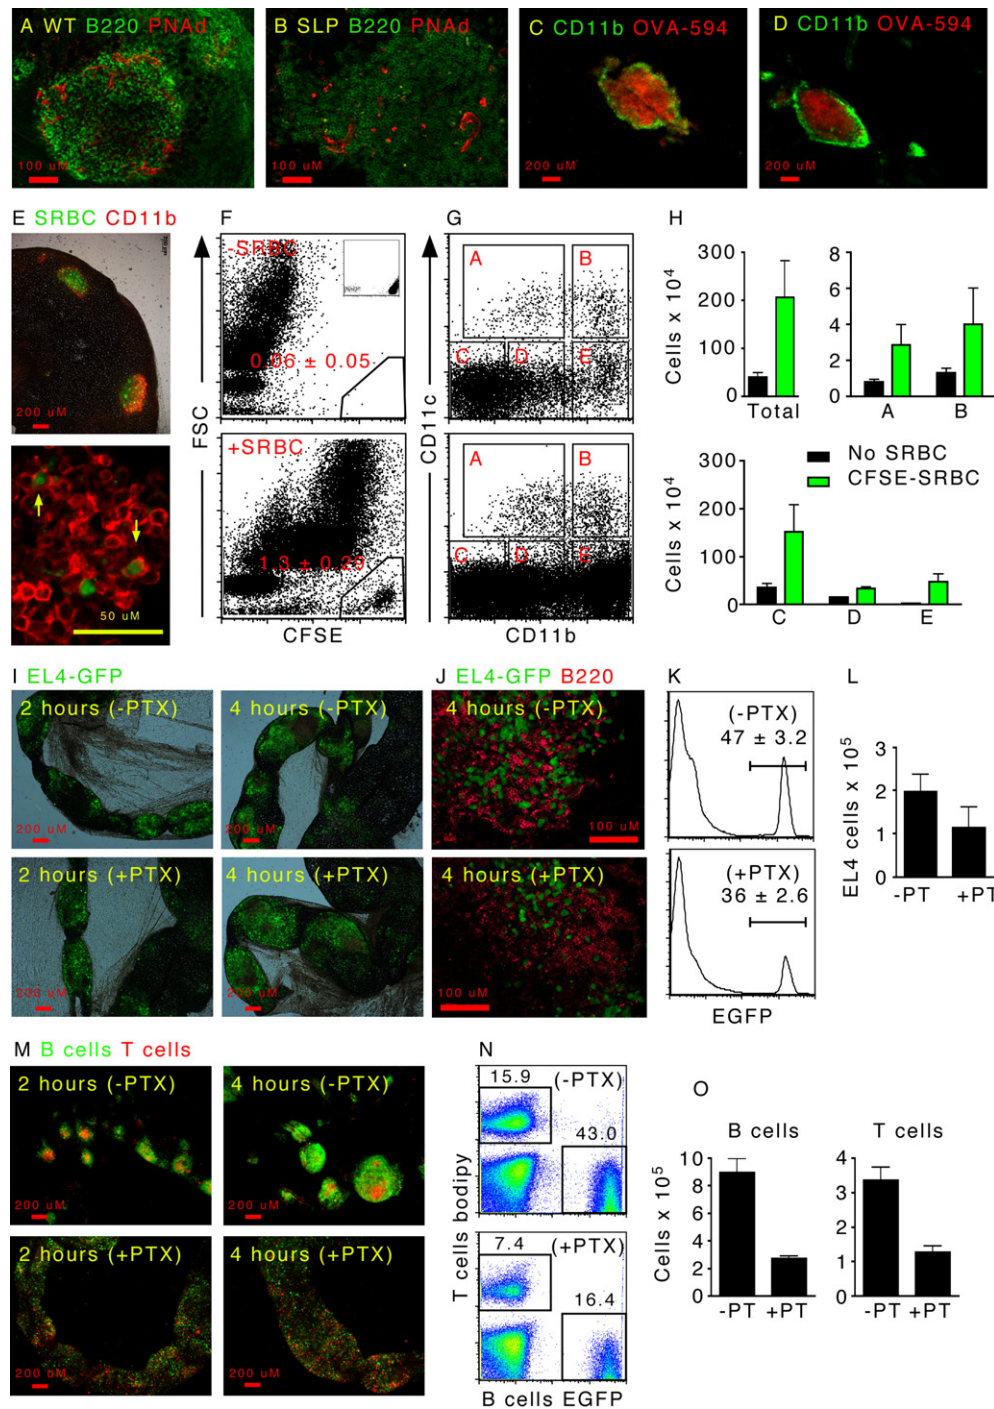 A WT B220 PNAd
100 uM
B SLP B220 PNAd
100 uM
C CD11b OVA-594
200 uM
D CD11b OVA-594
200 uM
E SRBC CD11b
200 uM
50 uM
F
-SRBC
0.06 ± 0.05
FSC
+SRBC
1.3 ± 0.29
CFSE
G
A
B
C
D
E
CD11c
A
B
C
D
E
CD11b
H
Cells x 10⁴
300
200
100
0
Total
8
6
4
2
0
A B
No SRBC
CFSE-SRBC
Cells x 10⁴
300
200
100
0
C D E
I EL4-GFP
2 hours (-PTX)
200 uM
4 hours (-PTX)
200 uM
2 hours (+PTX)
200 uM
4 hours (+PTX)
200 uM
J EL4-GFP B220
4 hours (-PTX)
100 uM
4 hours (+PTX)
100 uM
K
(-PTX)
47 ± 3.2
(+PTX)
36 ± 2.6
EGFP
L
EL4 cells x 10⁵
3
2
1
0
-PT +PT
M B cells T cells
2 hours (-PTX)
200 uM
4 hours (-PTX)
200 uM
2 hours (+PTX)
200 uM
4 hours (+PTX)
200 uM
N
15.9 (-PTX)
43.0
7.4 (+PTX)
16.4
T cells bodipy
B cells EGFP
O
B cells
Cells x 10⁵
10
8
6
4
2
0
-PT +PT
T cells
4
3
2
1
0
-PT +PT